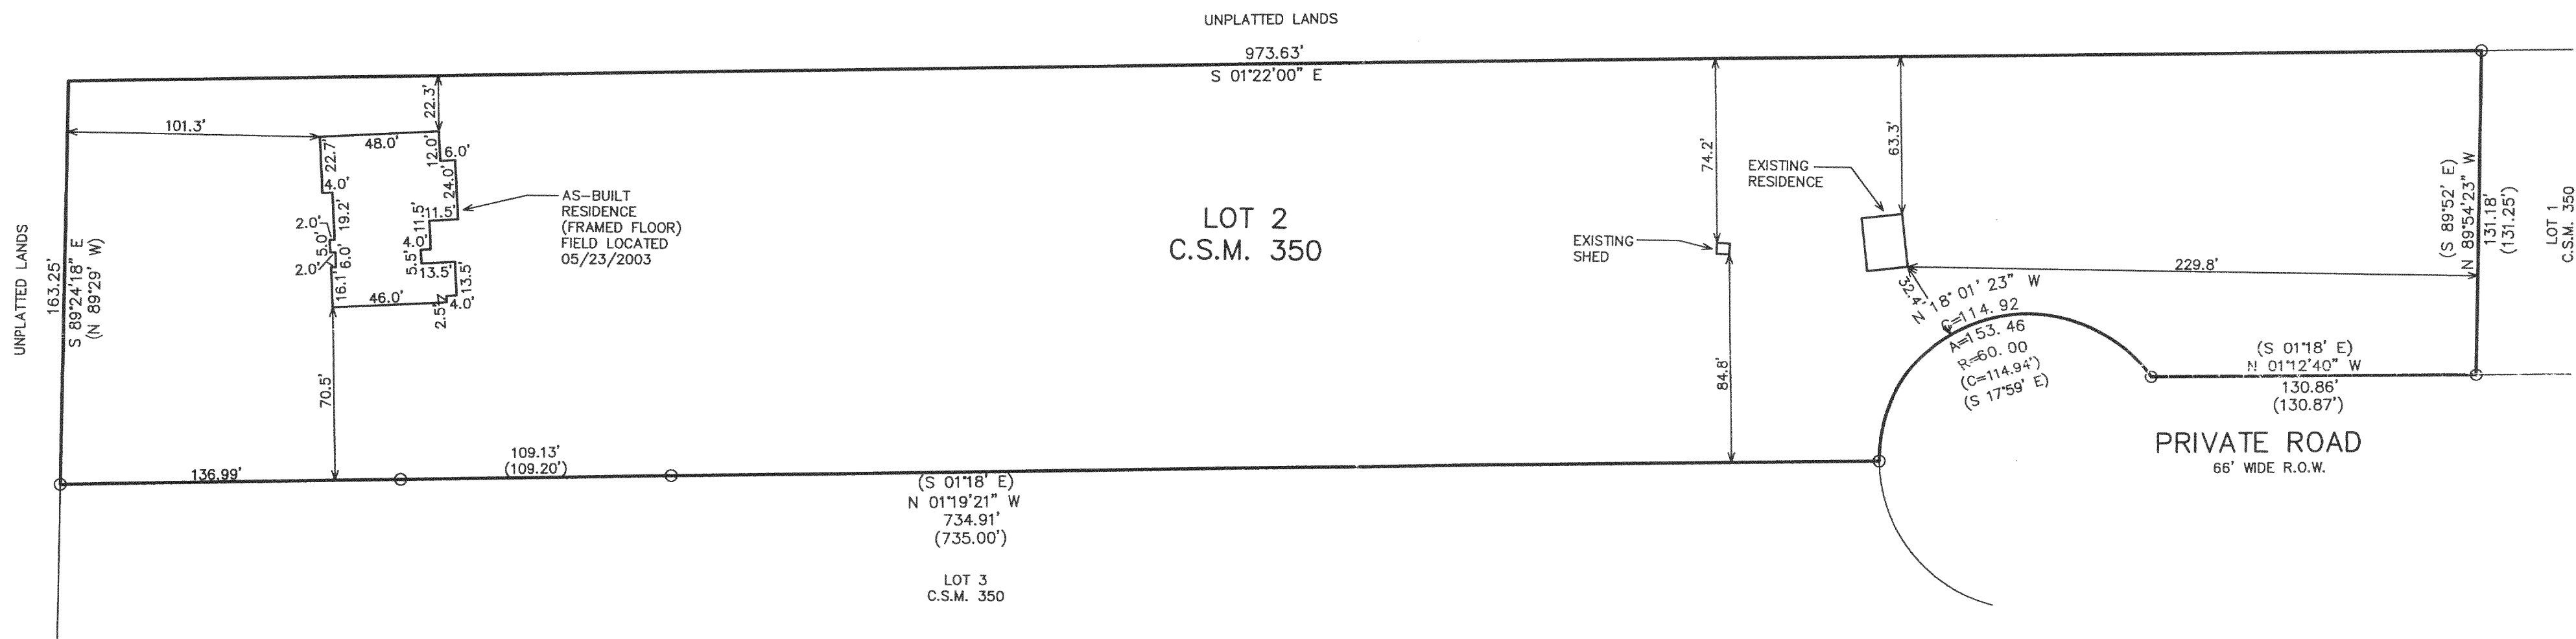 UNPLATTED LANDS
973.63'
S 01°22'00" E
UNPLATTED LANDS
163.25'
S 89°24'18" E
(N 89°29' W)
101.3'
22.3'
48.0'
22.7'
12.0'
6.0'
4.0'
24.0'
19.2'
2.0'
11.5'
11.5'
5.0'
6.0'
4.0'
2.0'
5.5'
13.5'
13.5'
16.1'
46.0'
2.5'
4.0'
70.5'
AS-BUILT
RESIDENCE
(FRAMED FLOOR)
FIELD LOCATED
05/23/2003
LOT 2
C.S.M. 350
74.2'
EXISTING
SHED
84.8'
EXISTING
RESIDENCE
63.3'
229.8'
32.4'
N 18° 01' 23" W
C=114.92
A=153.46
R=60.00
(C=114.94')
(S 17°59' E)
(S 89°52' E)
N 89°54'23" W
131.18'
(131.25')
LOT 1
C.S.M. 350
(S 01°18' E)
N 01°12'40" W
130.86'
(130.87')
PRIVATE ROAD
66' WIDE R.O.W.
136.99'
109.13'
(109.20')
(S 01°18' E)
N 01°19'21" W
734.91'
(735.00')
LOT 3
C.S.M. 350